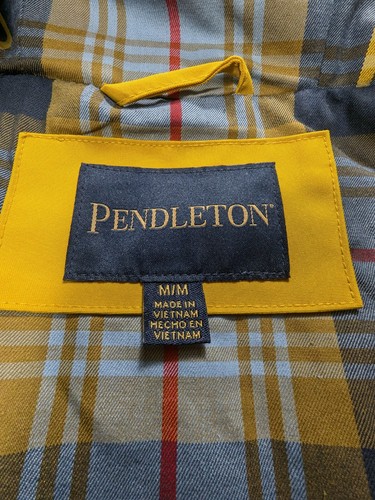 PENDLETON®
M/M
MADE IN
VIETNAM
HECHO EN
VIETNAM